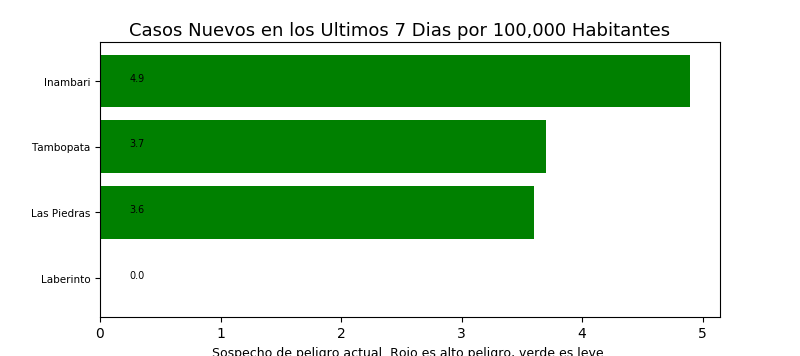 Casos Nuevos en los Ultimos 7 Dias por 100,000 Habitantes
Inambari 4.9
Tambopata 3.7
Las Piedras 3.6
Laberinto 0.0
0 1 2 3 4 5
Sospecho de peligro actual. Rojo es alto peligro, verde es leve